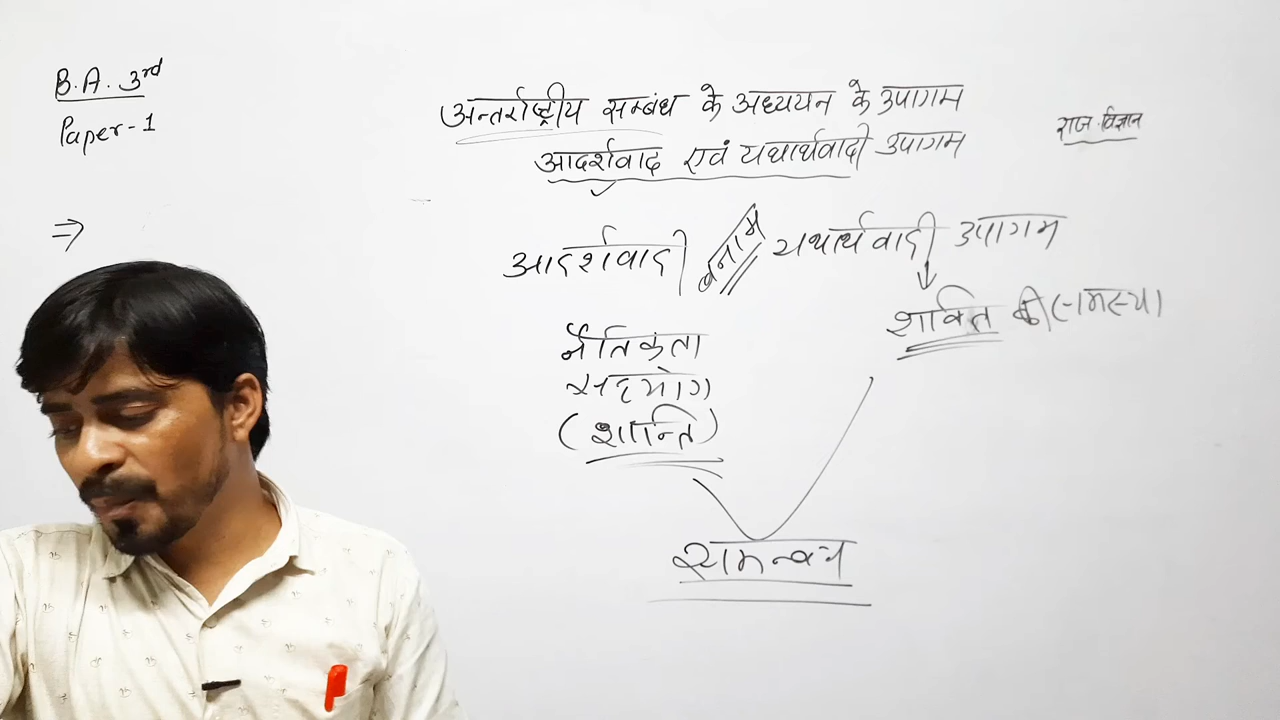 B.A. 3rd
Paper-1
अन्तर्राष्ट्रीय सम्बंध के अध्ययन के उपागम
आदर्शवाद एवं यथार्थवादी उपागम
राज. विज्ञान
⇒
आदर्शवादी बनाम यथार्थवादी उपागम
↓
शक्ति की समस्या
नैतिकता
सहयोग
(शान्ति)
समन्वय